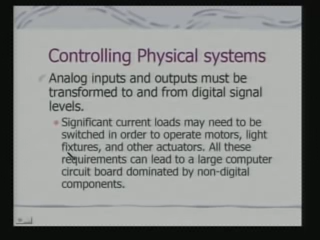 Controlling Physical systems
Analog inputs and outputs must be
transformed to and from digital signal
levels.
Significant current loads may need to be
switched in order to operate motors, light
fixtures, and other actuators. All these
requirements can lead to a large computer
circuit board dominated by non-digital
components.